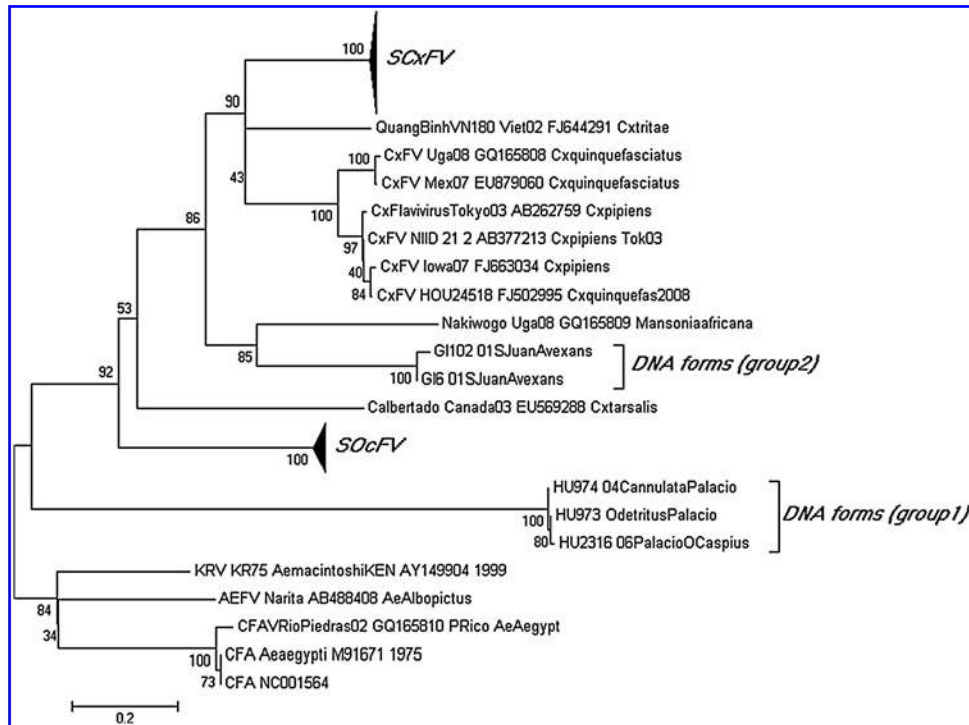 100
SCxFV
90
QuangBinhVN180 Viet02 FJ644291 Cxtritae
100
CxFV Uga08 GQ165808 Cxquinquefasciatus
43
CxFV Mex07 EU879060 Cxquinquefasciatus
100
86
CxFlavivirusTokyo03 AB262759 Cxpipiens
97
CxFV NIID 21 2 AB377213 Cxpipiens Tok03
40
CxFV Iowa07 FJ663034 Cxpipiens
84
CxFV HOU24518 FJ502995 Cxquinquefas2008
53
Nakiwogo Uga08 GQ165809 Mansoniaafricana
85
GI102 01SJuanAvexans
DNA forms (group2)
100
GI6 01SJuanAvexans
92
Calbertado Canada03 EU569288 Cxtarsalis
100
SOcFV
HU974 04CannulataPalacio
100
HU973 OdetritusPalacio
DNA forms (group1)
80
HU2316 06PalacioOCaspius
KRV KR75 AemacintoshiKEN AY149904 1999
84
AEFV Narita AB488408 AeAlbopictus
34
CFAVRioPiedras02 GQ165810 PRico AeAegypt
100
CFA Aeaegypti M91671 1975
73
CFA NC001564
0.2